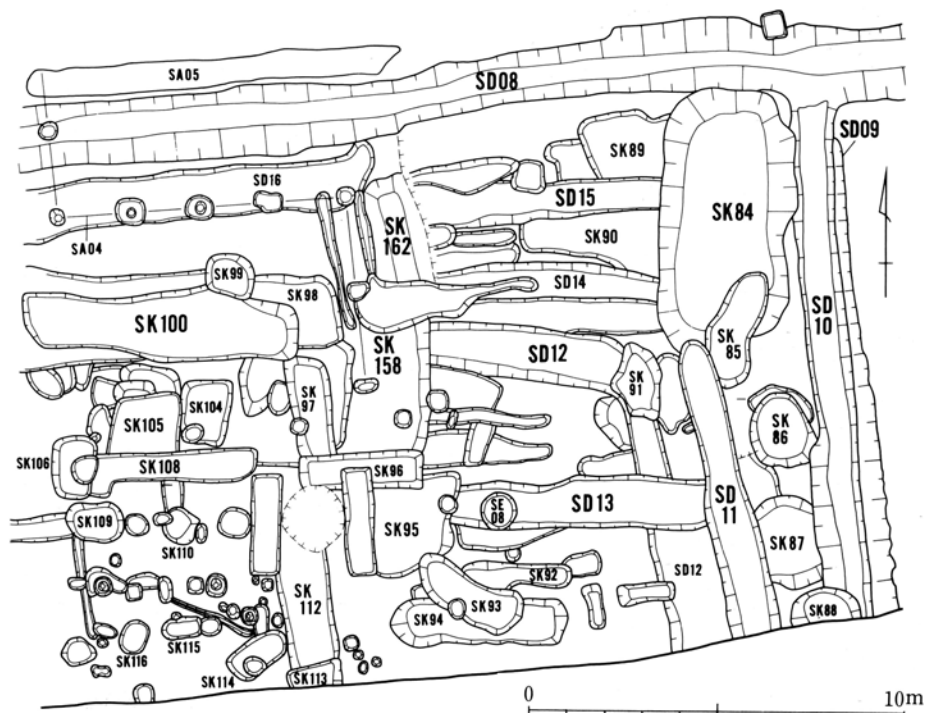 SA05
SD08
SD09
SK89
SD16
SD15
SK84
SK
162
SA04
SK90
SK99
SK98
SD14
SK100
SD
10
SK
158
SD12
SK
85
SK
91
SK
97
SK104
SK105
SK
86
SK106
SK108
SK96
SE
08
SD13
SD
11
SK109
SK95
SK110
SK87
SK92
SD12
SK
112
SK93
SK94
SK88
SK115
SK116
SK114
SK113
0
10m